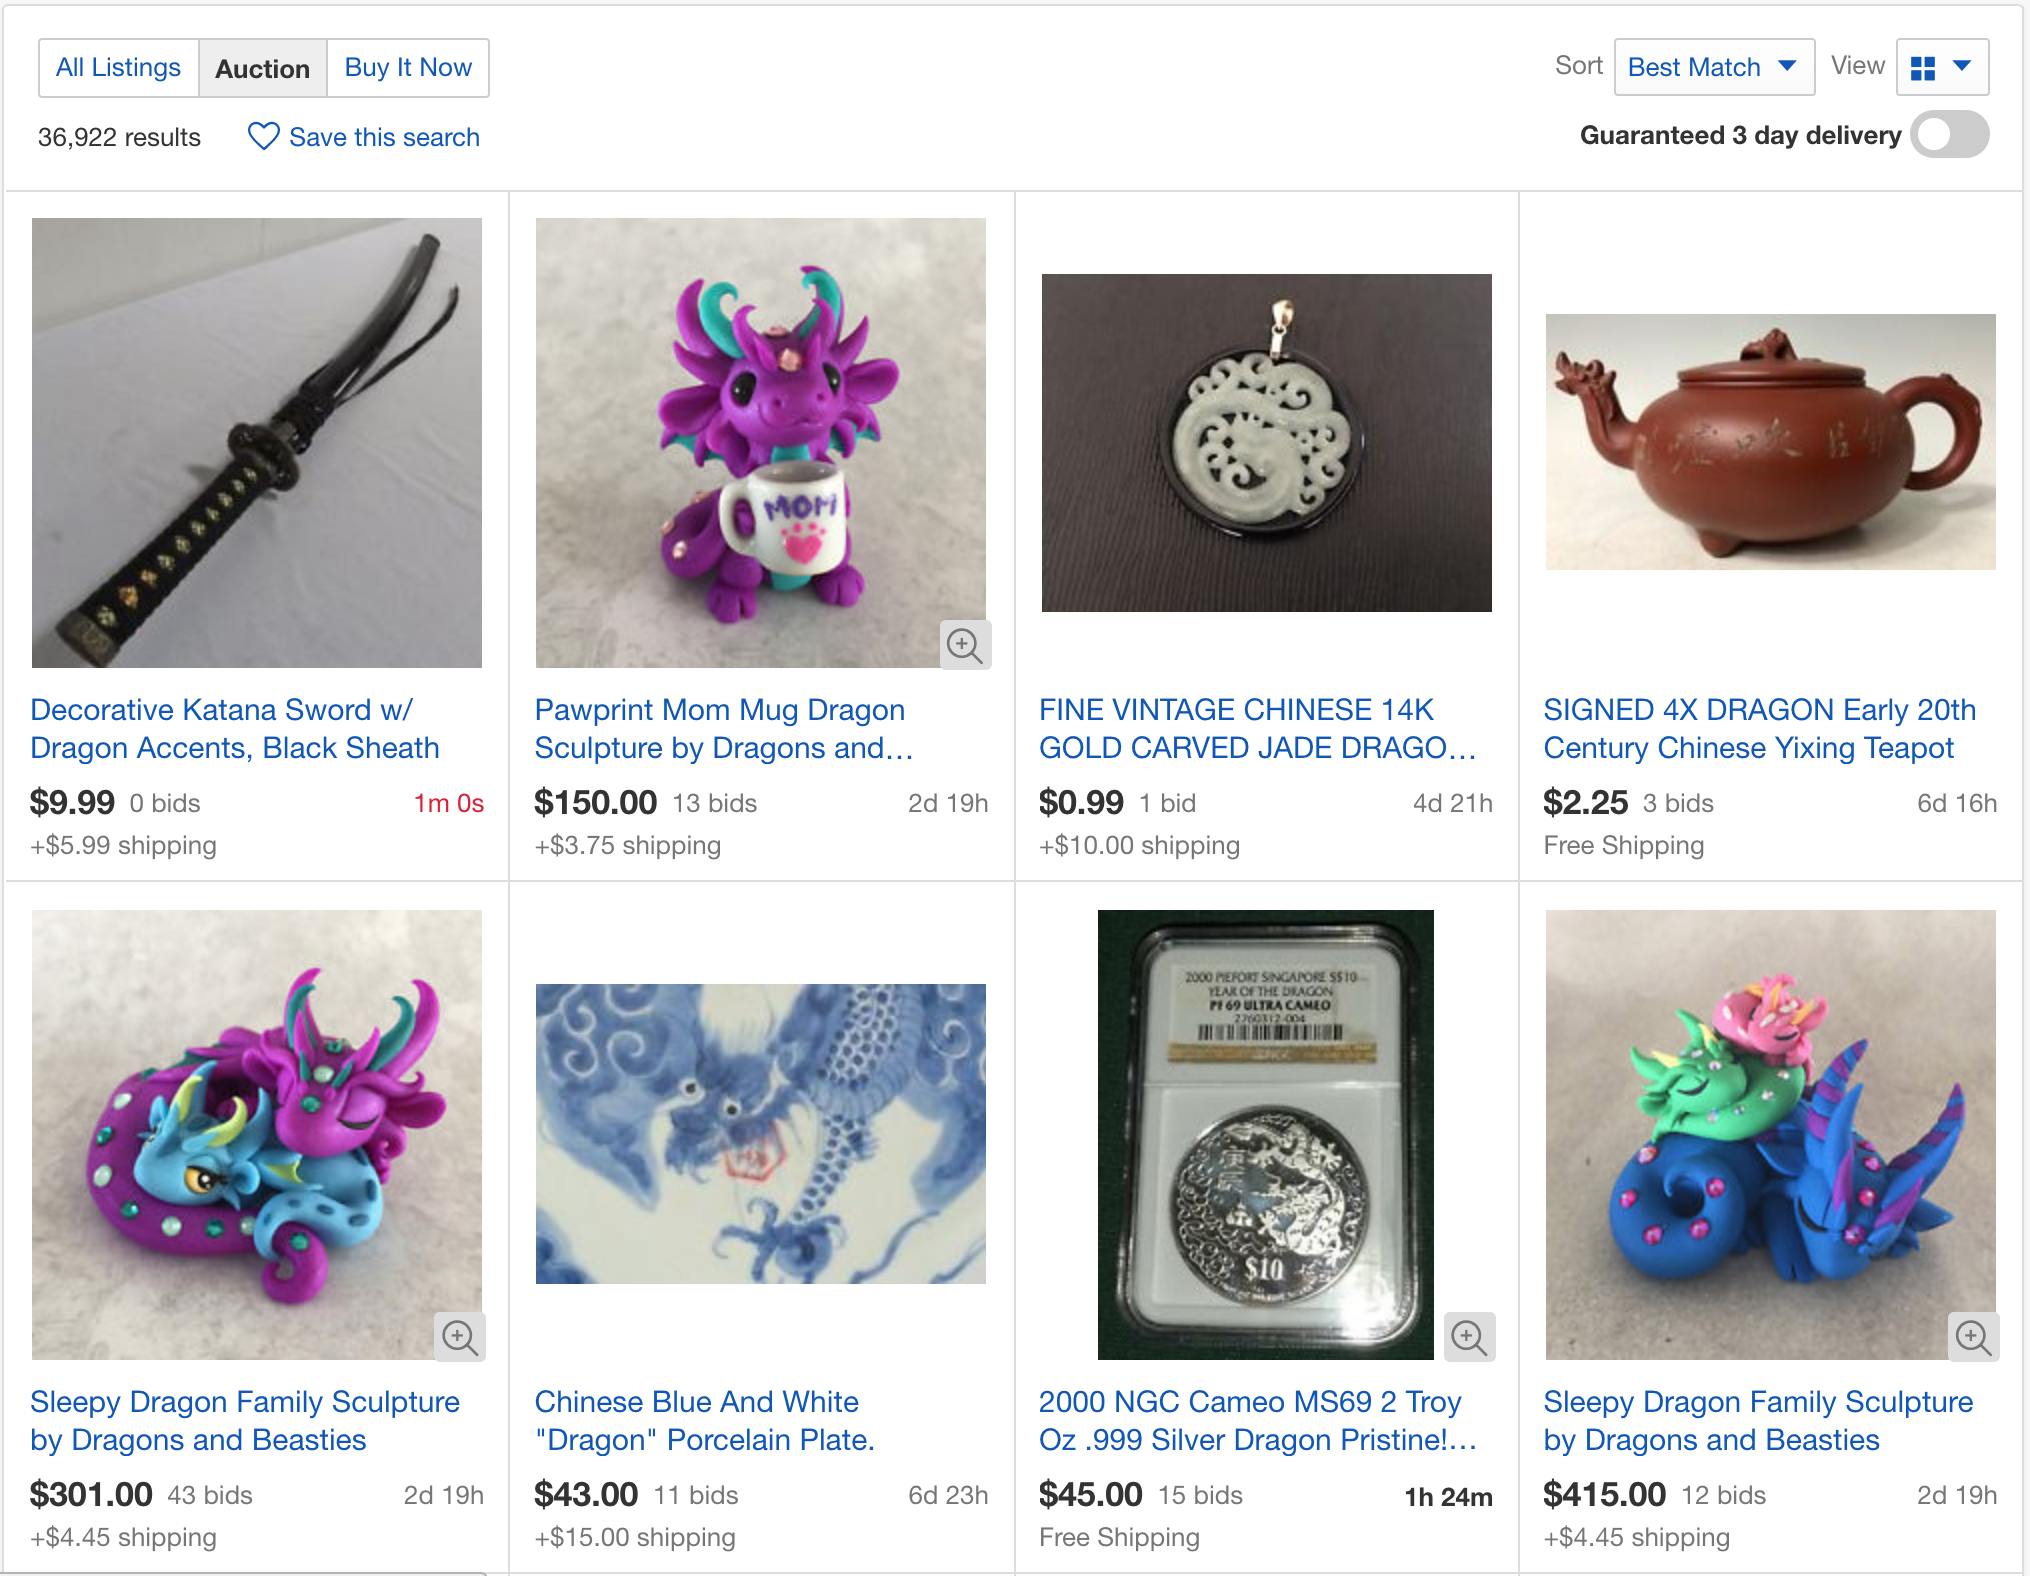 All Listings
Auction
Buy It Now
Sort
Best Match
View
36,922 results
Save this search
Guaranteed 3 day delivery
MOM
Decorative Katana Sword w/
Dragon Accents, Black Sheath
$9.99 0 bids 1m 0s
+$5.99 shipping
Pawprint Mom Mug Dragon
Sculpture by Dragons and...
$150.00 13 bids 2d 19h
+$3.75 shipping
FINE VINTAGE CHINESE 14K
GOLD CARVED JADE DRAGO...
$0.99 1 bid 4d 21h
+$10.00 shipping
SIGNED 4X DRAGON Early 20th
Century Chinese Yixing Teapot
$2.25 3 bids 6d 16h
Free Shipping
2000 PIEFORT SINGAPORE S$10
YEAR OF THE DRAGON
PF 69 ULTRA CAMEO
2760312-004
$10
Sleepy Dragon Family Sculpture
by Dragons and Beasties
$301.00 43 bids 2d 19h
+$4.45 shipping
Chinese Blue And White
"Dragon" Porcelain Plate.
$43.00 11 bids 6d 23h
+$15.00 shipping
2000 NGC Cameo MS69 2 Troy
Oz .999 Silver Dragon Pristine!...
$45.00 15 bids 1h 24m
Free Shipping
Sleepy Dragon Family Sculpture
by Dragons and Beasties
$415.00 12 bids 2d 19h
+$4.45 shipping